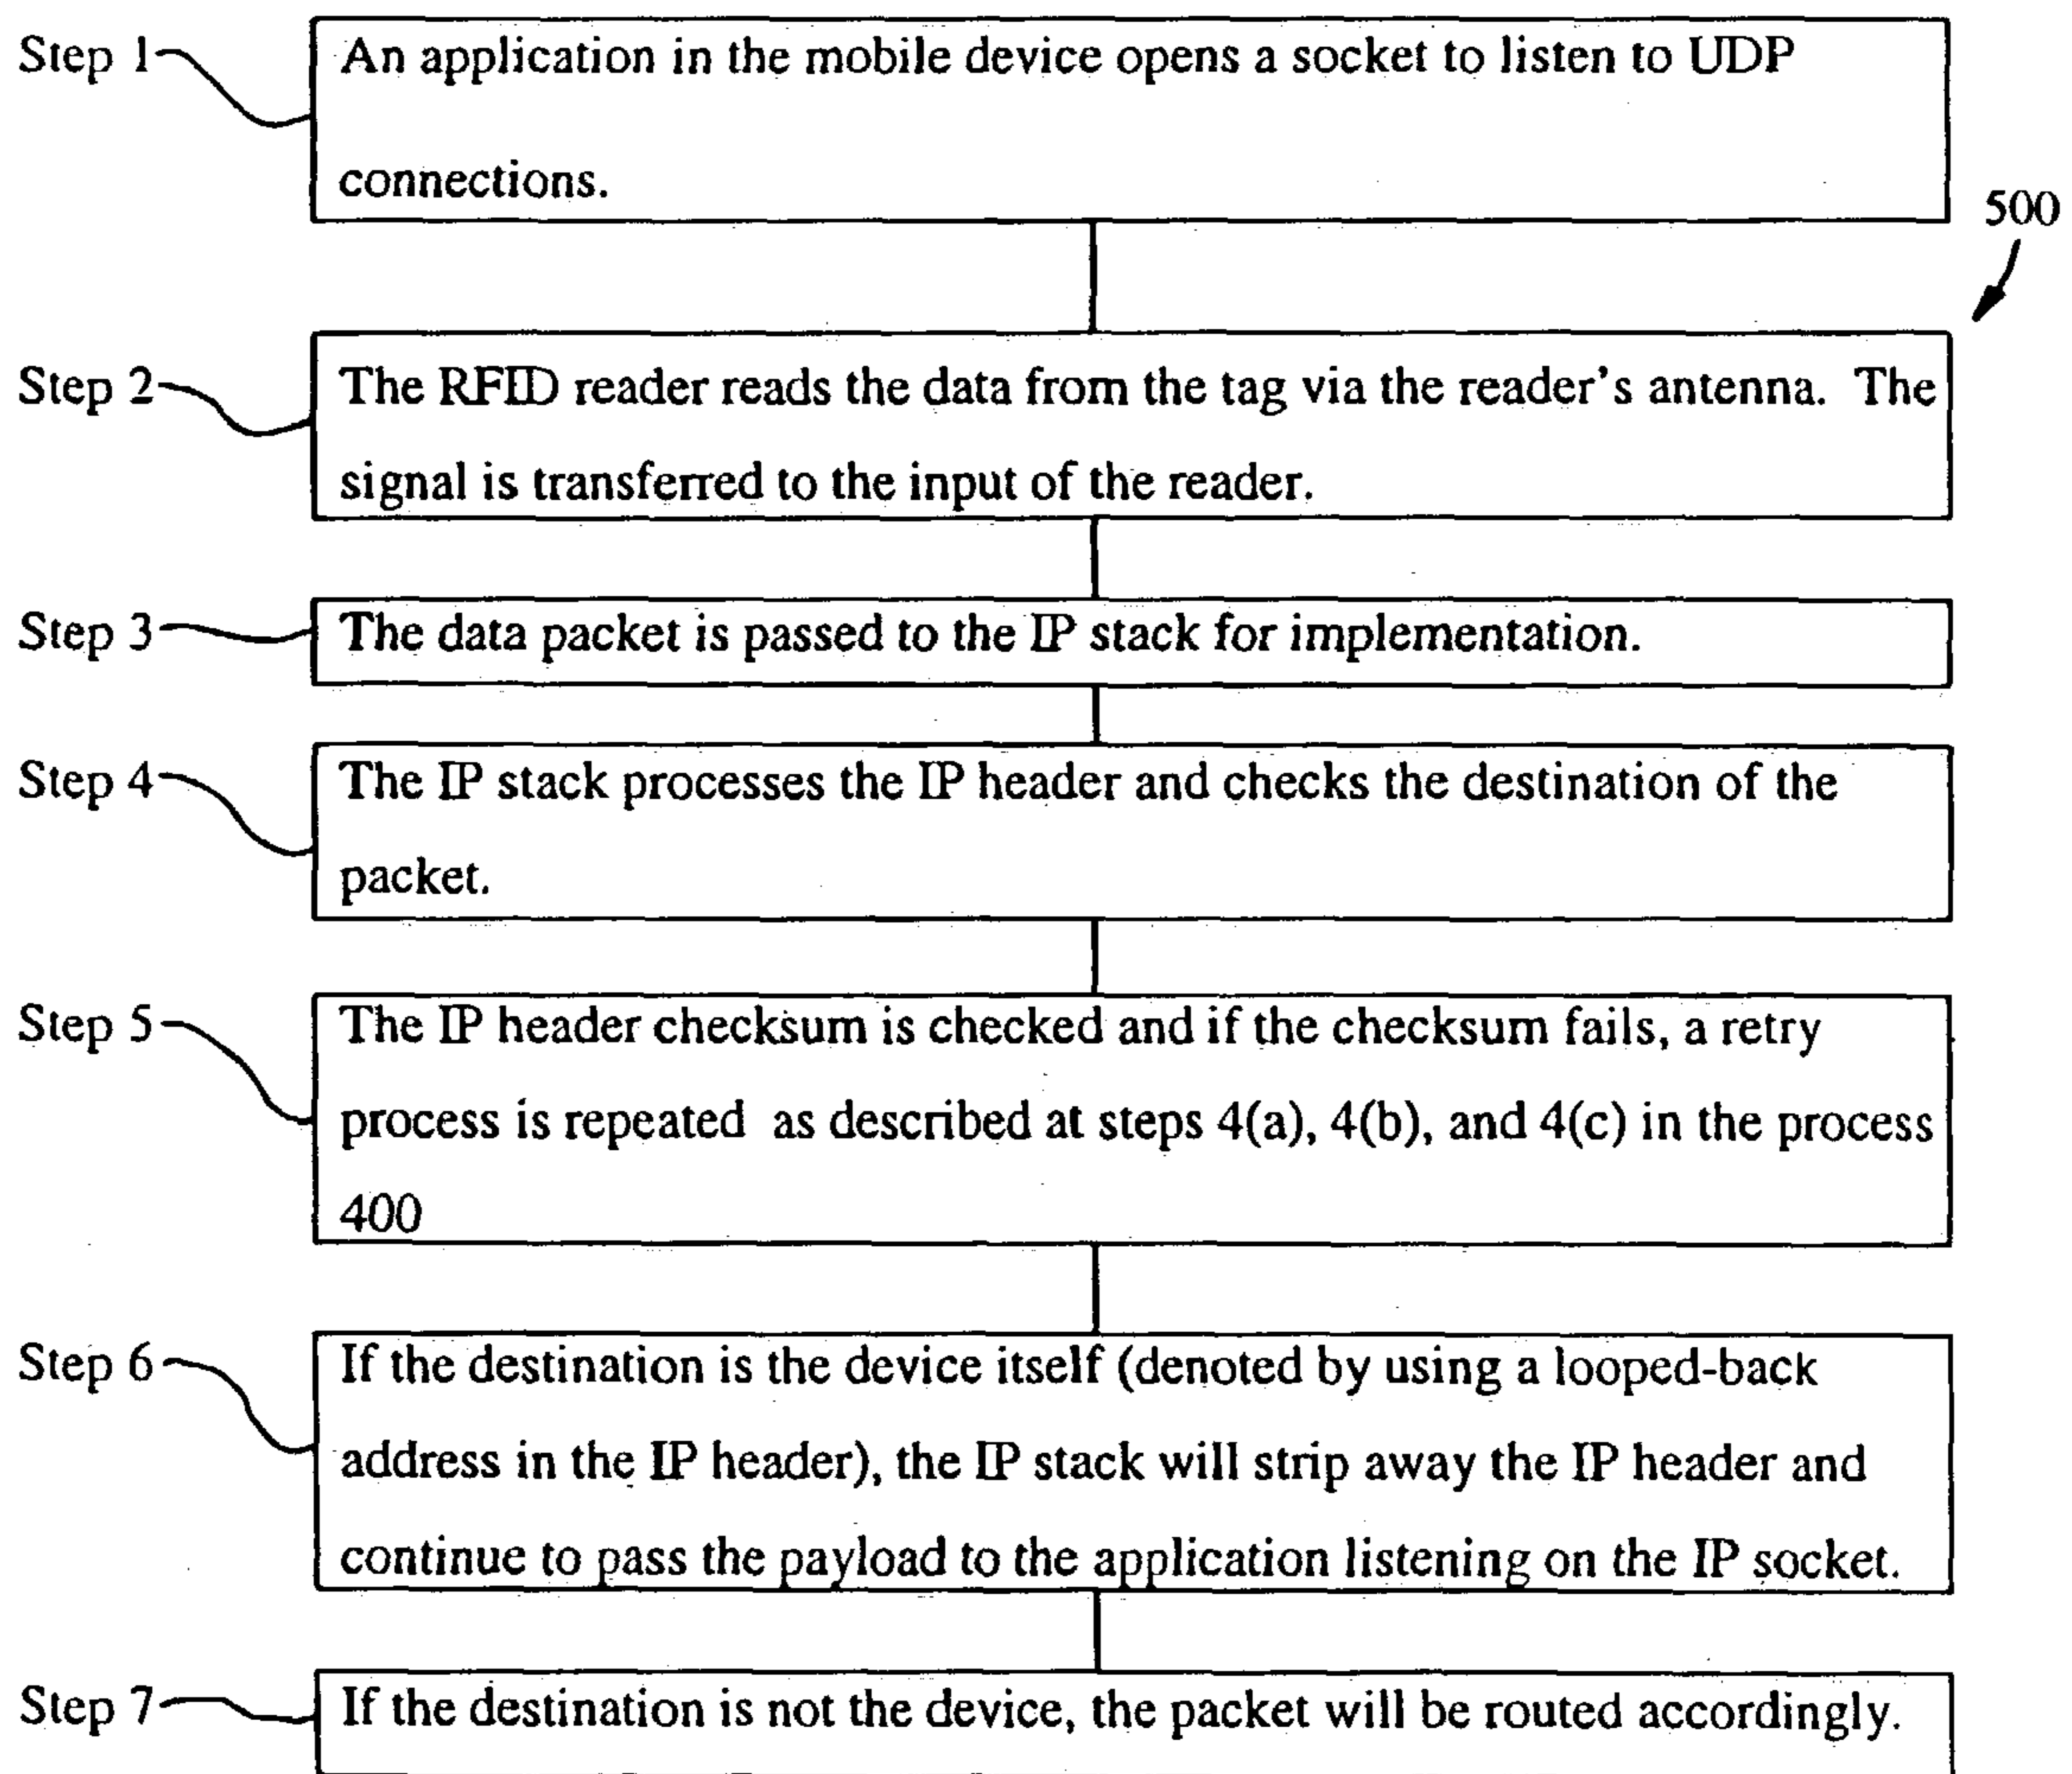 Step 1
An application in the mobile device opens a socket to listen to UDP
connections.
500
Step 2
The RFID reader reads the data from the tag via the reader's antenna. The
signal is transferred to the input of the reader.
Step 3
The data packet is passed to the IP stack for implementation.
Step 4
The IP stack processes the IP header and checks the destination of the
packet.
Step 5
The IP header checksum is checked and if the checksum fails, a retry
process is repeated as described at steps 4(a), 4(b), and 4(c) in the process
400
Step 6
If the destination is the device itself (denoted by using a looped-back
address in the IP header), the IP stack will strip away the IP header and
continue to pass the payload to the application listening on the IP socket.
Step 7
If the destination is not the device, the packet will be routed accordingly.